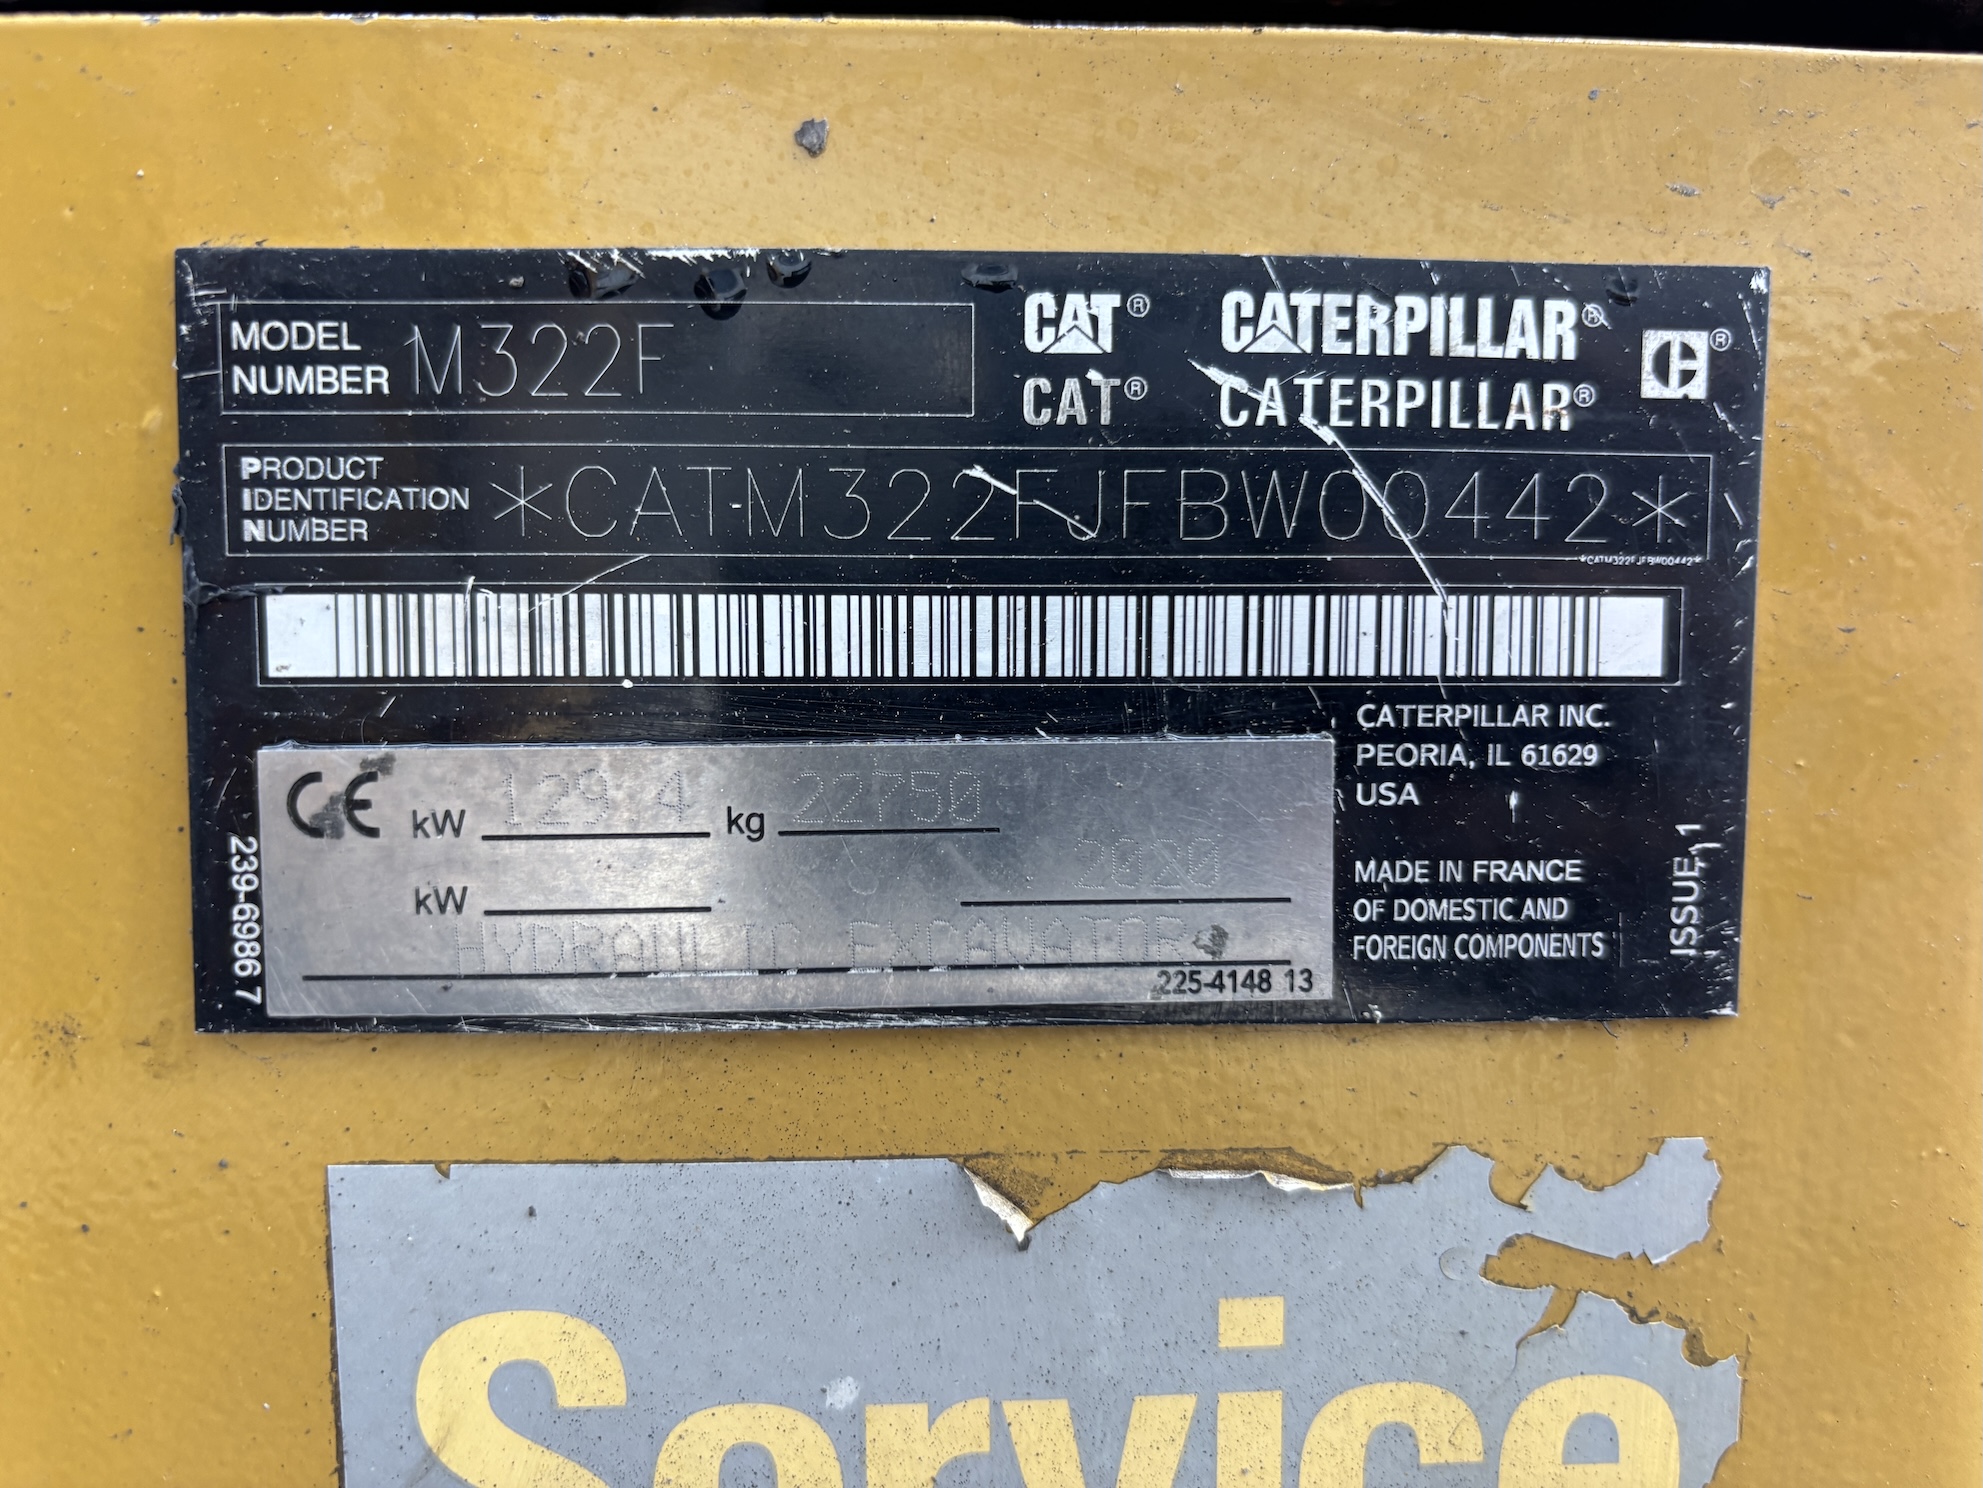 MODEL
NUMBER M322F
CAT® CATERPILLAR®
CAT® CATERPILLAR®
®
PRODUCT
IDENTIFICATION
NUMBER
*CATM322FJFBW00442*
*CATM322FJFBW00442*
CE kW 129.4 kg 22750
kW 2020
HYDRAULIC EXCAVATOR
225-4148 13
239-6986 7
CATERPILLAR INC.
PEORIA, IL 61629
USA
MADE IN FRANCE
OF DOMESTIC AND
FOREIGN COMPONENTS
ISSUE 11
Service